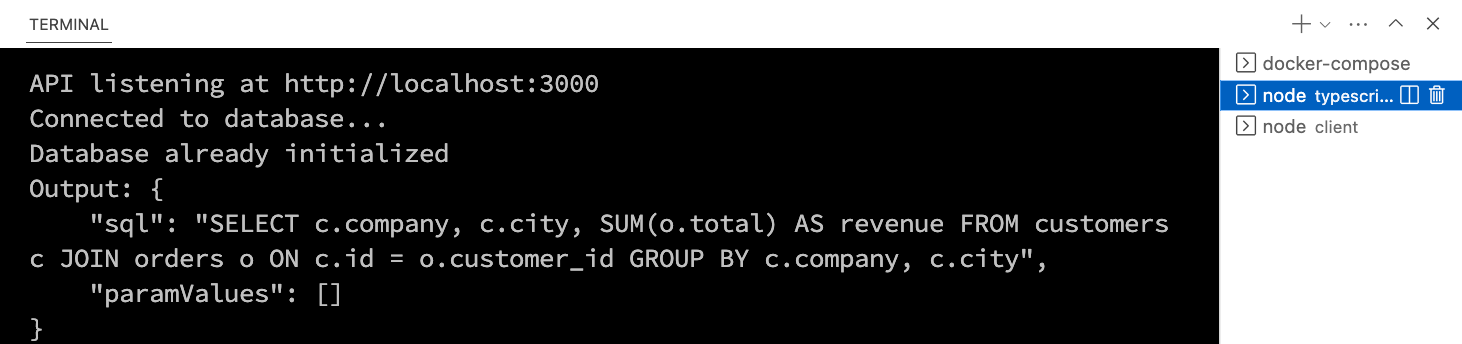 TERMINAL
API listening at http://localhost:3000
Connected to database...
Database already initialized
Output: {
    "sql": "SELECT c.company, c.city, SUM(o.total) AS revenue FROM customers
c JOIN orders o ON c.id = o.customer_id GROUP BY c.company, c.city",
    "paramValues": []
}
docker-compose
node typescri...
node client